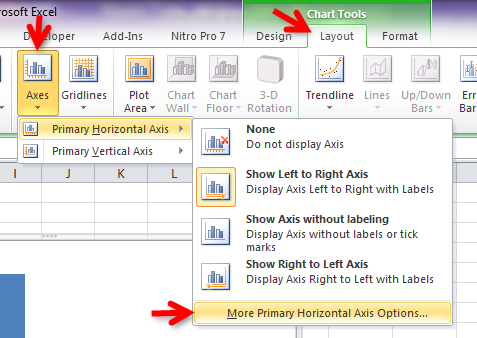 rosoft Excel
Chart Tools
Developer Add-Ins Nitro Pro 7 Design Layout Format
Axes Gridlines Plot Area Chart Wall Chart Floor 3-D Rotation Trendline Lines Up/Down Bars Err Bars
Primary Horizontal Axis
Primary Vertical Axis
I J K L
None
Do not display Axis
Show Left to Right Axis
Display Axis Left to Right with Labels
Show Axis without labeling
Display Axis without labels or tick
marks
Show Right to Left Axis
Display Axis Right to Left with Labels
More Primary Horizontal Axis Options...